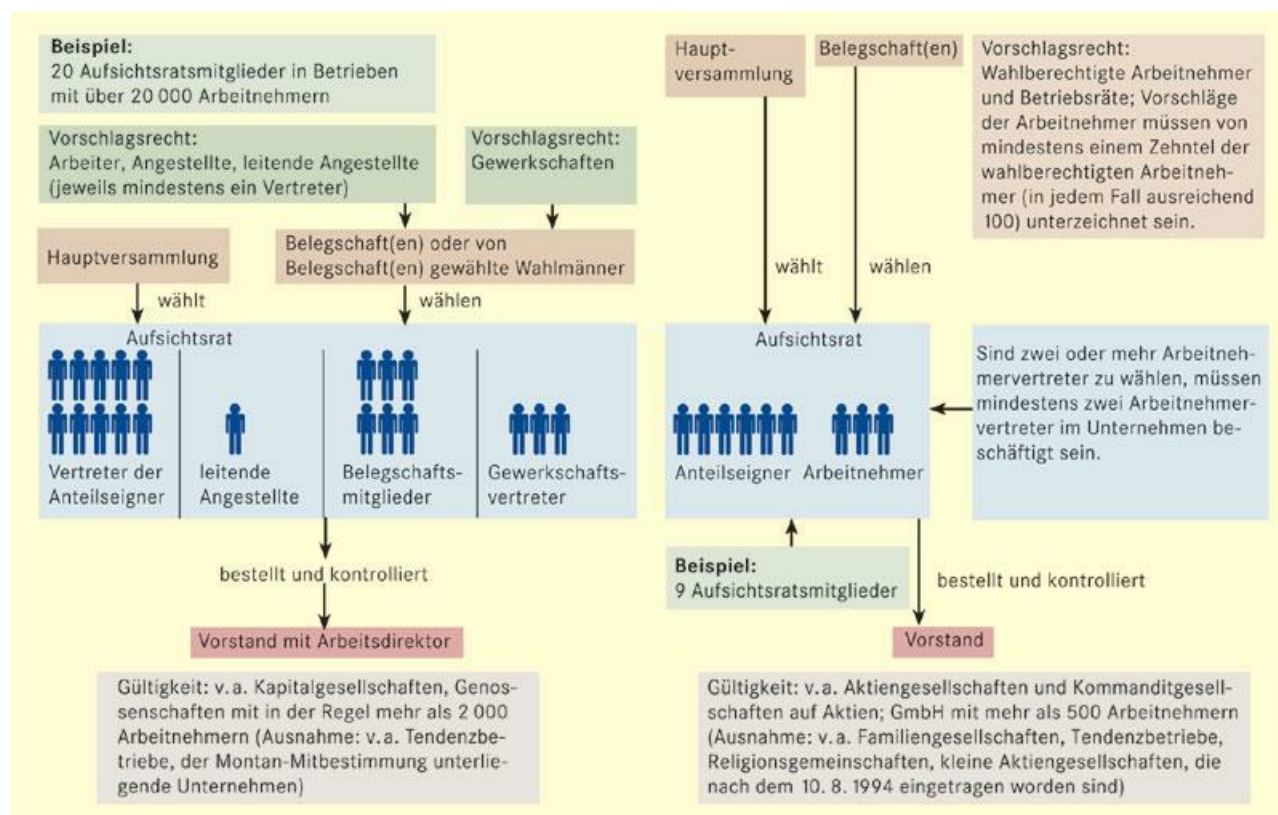 Beispiel:
20 Aufsichtsratsmitglieder in Betrieben
mit über 20 000 Arbeitnehmern
Vorschlagsrecht:
Arbeiter, Angestellte, leitende Angestellte
(jeweils mindestens ein Vertreter)
Vorschlagsrecht:
Gewerkschaften
Hauptversammlung
Belegschaft(en) oder von
Belegschaft(en) gewählte Wahlmänner
wählt
wählen
Aufsichtsrat
Vertreter der
Anteilseigner
leitende
Angestellte
Belegschafts-
mitglieder
Gewerkschafts-
vertreter
bestellt und kontrolliert
Vorstand mit Arbeitsdirektor
Gültigkeit: v. a. Kapitalgesellschaften, Genos-
senschaften mit in der Regel mehr als 2 000
Arbeitnehmern (Ausnahme: v. a. Tendenzbe-
triebe, der Montan-Mitbestimmung unterlie-
gende Unternehmen)
Haupt-
versammlung
Belegschaft(en)
Vorschlagsrecht:
Wahlberechtigte Arbeitnehmer
und Betriebsräte; Vorschläge
der Arbeitnehmer müssen von
mindestens einem Zehntel der
wahlberechtigten Arbeitneh-
mer (in jedem Fall ausreichend
100) unterzeichnet sein.
wählt
wählen
Aufsichtsrat
Anteilseigner
Arbeitnehmer
Sind zwei oder mehr Arbeitneh-
mervertreter zu wählen, müssen
mindestens zwei Arbeitnehmer-
vertreter im Unternehmen be-
schäftigt sein.
Beispiel:
9 Aufsichtsratsmitglieder
bestellt und kontrolliert
Vorstand
Gültigkeit: v. a. Aktiengesellschaften und Kommanditgesell-
schaften auf Aktien; GmbH mit mehr als 500 Arbeitnehmern
(Ausnahme: v. a. Familiengesellschaften, Tendenzbetriebe,
Religionsgemeinschaften, kleine Aktiengesellschaften, die
nach dem 10. 8. 1994 eingetragen worden sind)